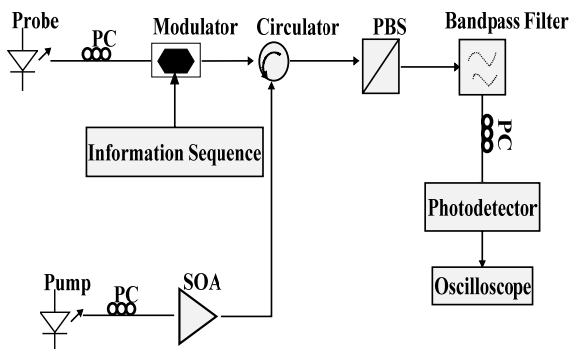 Probe
PC
Modulator
Circulator
PBS
Bandpass Filter
Information Sequence
PC
Photodetector
Pump
PC
SOA
Oscilloscope